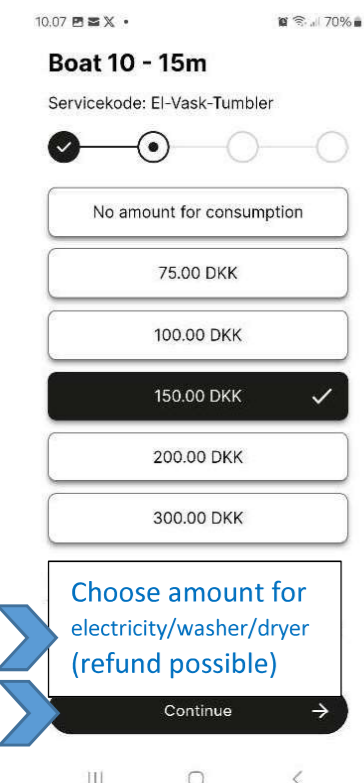 10.07
70%
Boat 10 - 15m
Servicekode: El-Vask-Tumbler
No amount for consumption
75.00 DKK
100.00 DKK
150.00 DKK
200.00 DKK
300.00 DKK
Choose amount for
electricity/washer/dryer
(refund possible)
Continue